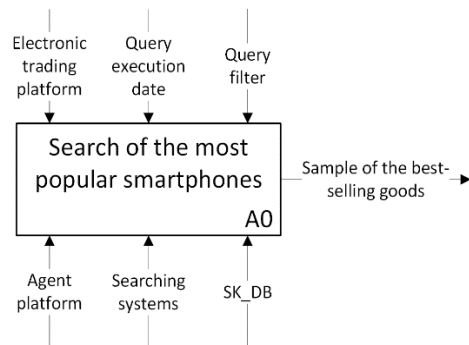 Electronic
trading
platform
Query
execution
date
Query
filter
Search of the most
popular smartphones
A0
Sample of the best-
selling goods
Agent
platform
Searching
systems
SK_DB